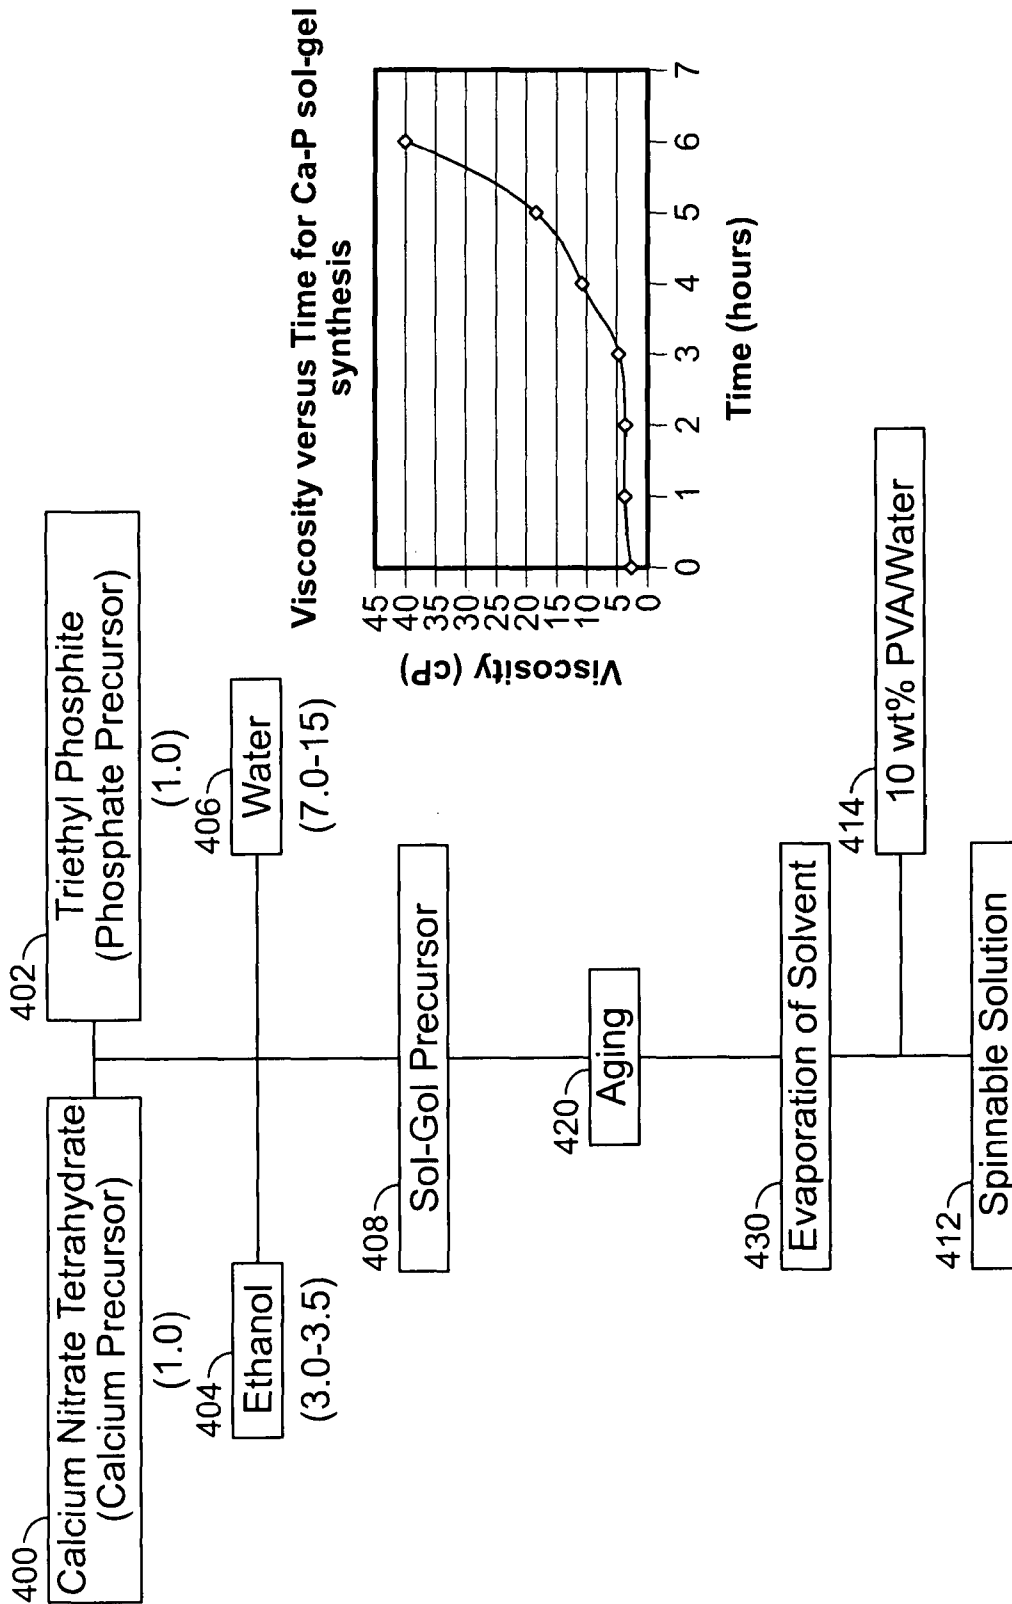 400
Calcium Nitrate Tetrahydrate
(Calcium Precursor)
(1.0)
402
Triethyl Phosphite
(Phosphate Precursor)
(1.0)
404
Ethanol
(3.0-3.5)
406
Water
(7.0-15)
408
Sol-Gol Precursor
420
Aging
430
Evaporation of Solvent
414
10 wt% PVA/Water
412
Spinnable Solution
Viscosity versus Time for Ca-P sol-gel
synthesis
Viscosity (cP)
45
40
35
30
25
20
15
10
5
0
0 1 2 3 4 5 6 7
Time (hours)